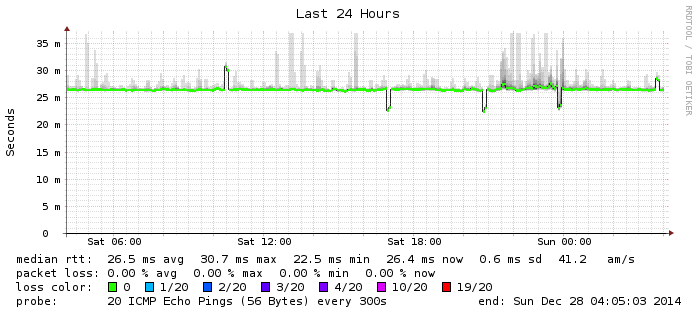 Last 24 Hours
RRDTOOL / TOBI OETIKER
Seconds
35 m
30 m
25 m
20 m
15 m
10 m
5 m
0
Sat 06:00 Sat 12:00 Sat 18:00 Sun 00:00
median rtt: 26.5 ms avg 30.7 ms max 22.5 ms min 26.4 ms now 0.6 ms sd 41.2 am/s
packet loss: 0.00 % avg 0.00 % max 0.00 % min 0.00 % now
loss color: 0 1/20 2/20 3/20 4/20 10/20 19/20
probe: 20 ICMP Echo Pings (56 Bytes) every 300s end: Sun Dec 28 04:05:03 2014